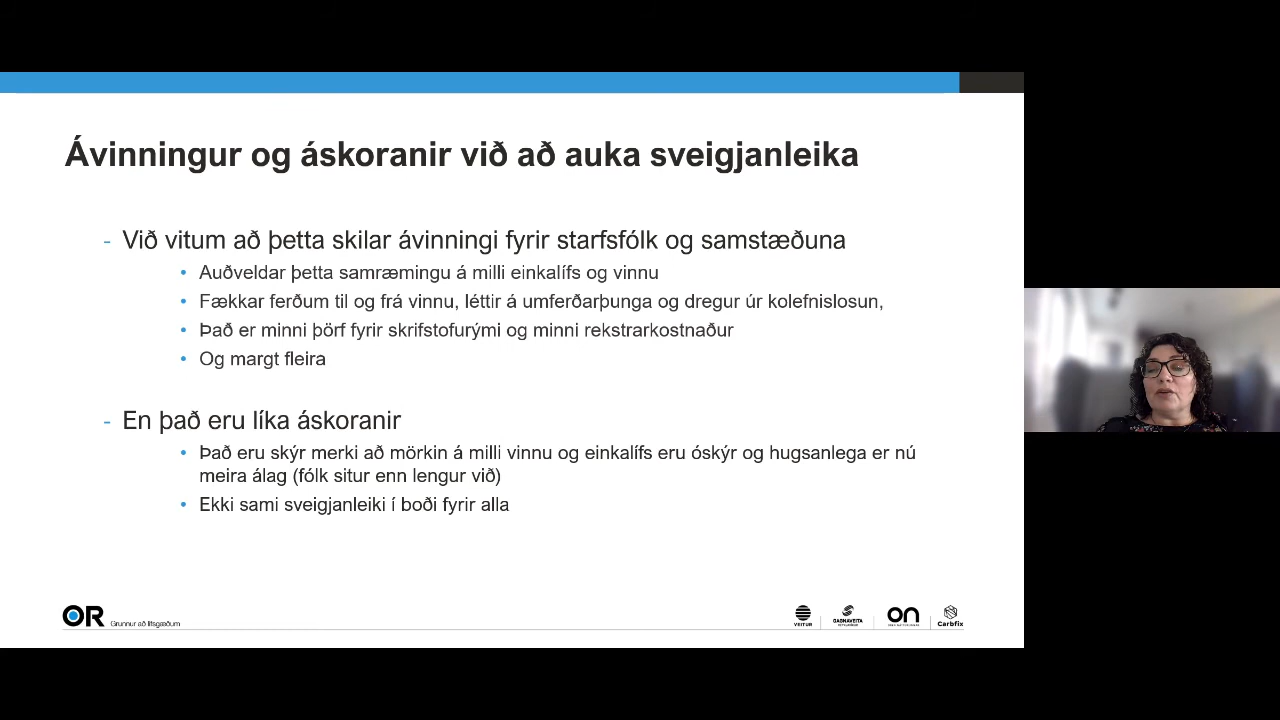 Ávinningur og áskoranir við að auka sveigjanleika
- Við vitum að þetta skilar ávinningi fyrir starfsfólk og samstæðuna
• Auðveldar þetta samræmingu á milli einkalífs og vinnu
• Fækkar ferðum til og frá vinnu, léttir á umferðarþunga og dregur úr kolefnislosun,
• Það er minni þörf fyrir skrifstofurými og minni rekstrarkostnaður
• Og margt fleira
- En það eru líka áskoranir
• Það eru skýr merki að mörkin á milli vinnu og einkalífs eru óskýr og hugsanlega er nú
meira álag (fólk situr enn lengur við)
• Ekki sami sveigjanleiki í boði fyrir alla
OR Grunnur að lífsgæðum
VEITUR
GAGNAVEITA
ON
Carbfix